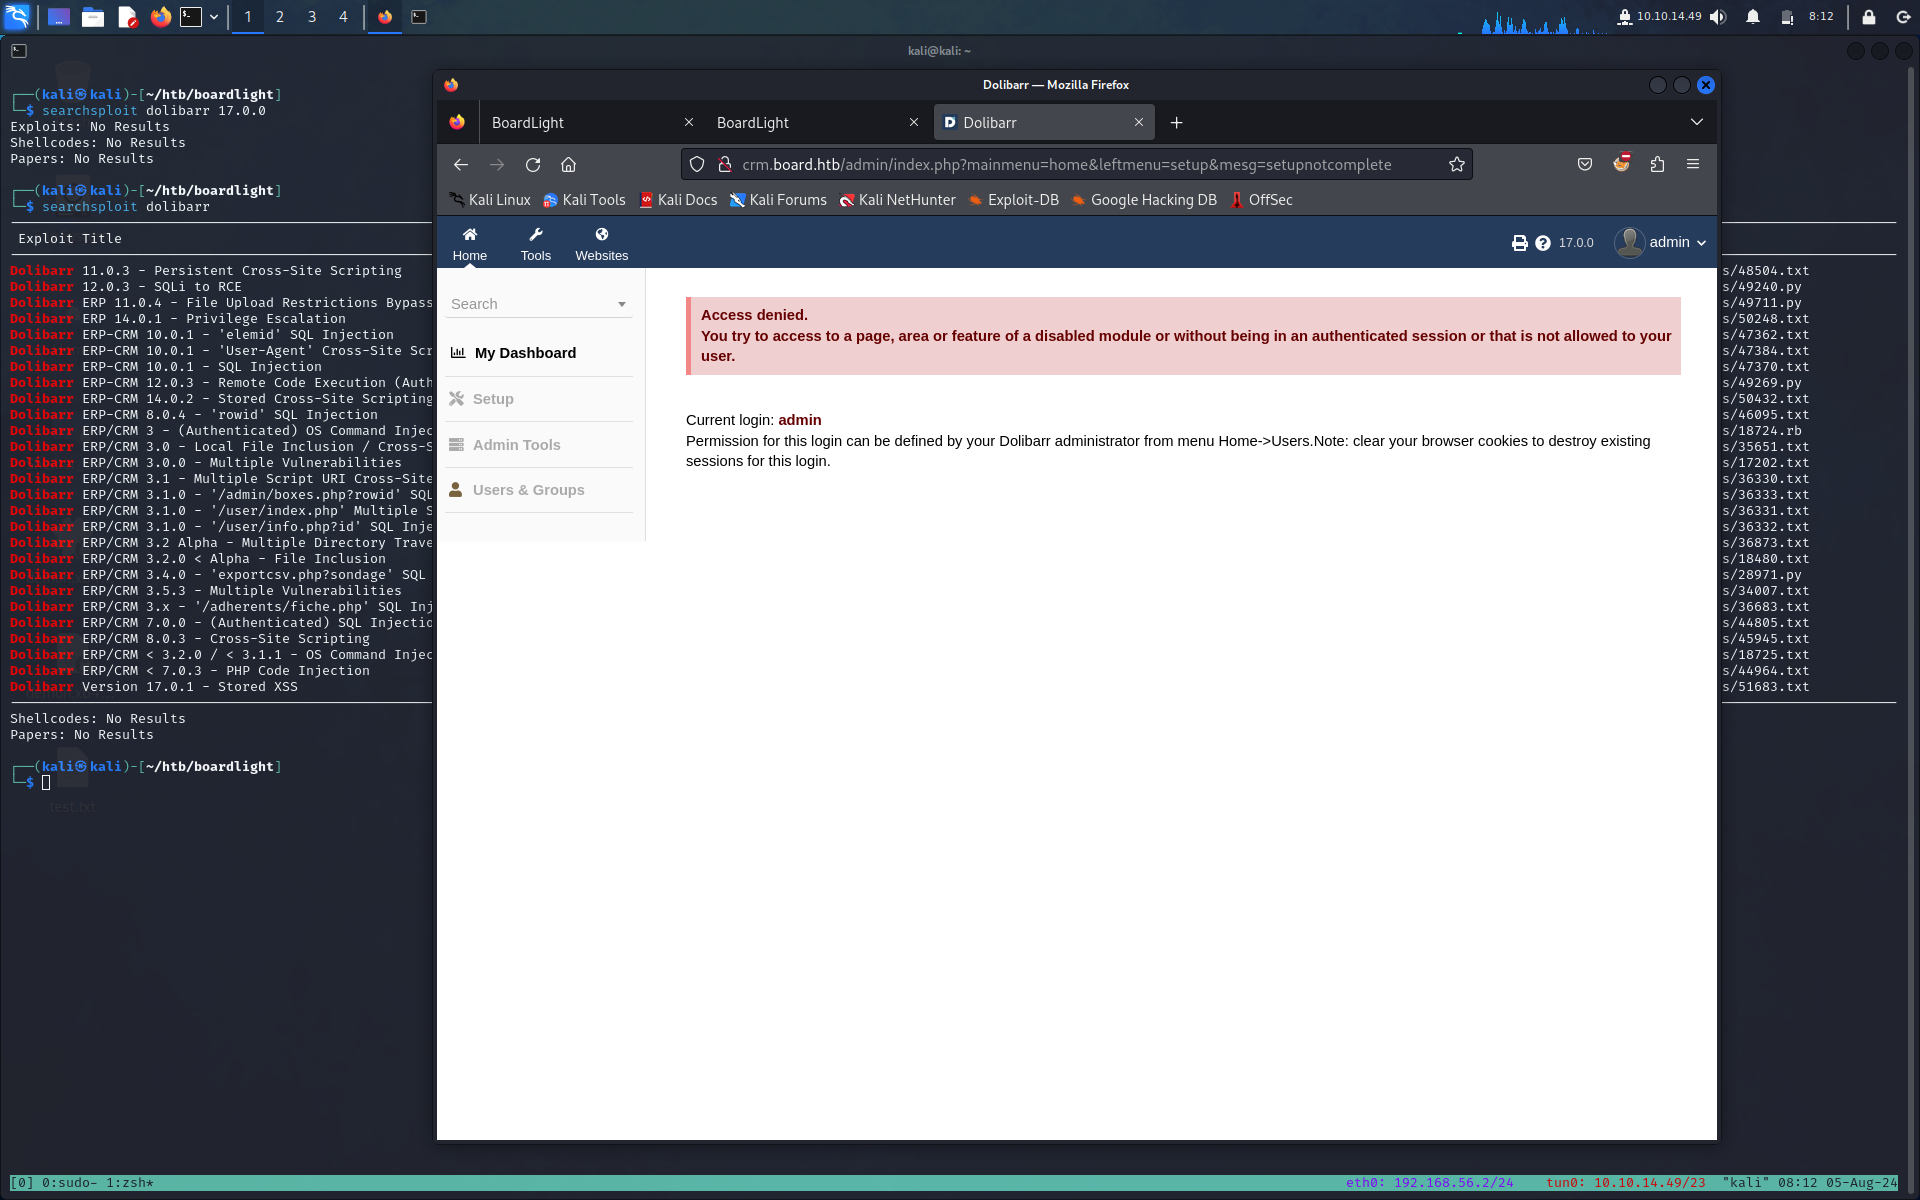 1 2 3 4
10.10.14.49
8:12
kali@kali: ~
┌──(kali㉿kali)-[~/htb/boardlight]
└─$ searchsploit dolibarr 17.0.0
Exploits: No Results
Shellcodes: No Results
Papers: No Results
┌──(kali㉿kali)-[~/htb/boardlight]
└─$ searchsploit dolibarr
Exploit Title
Dolibarr 11.0.3 - Persistent Cross-Site Scripting
Dolibarr 12.0.3 - SQLi to RCE
Dolibarr ERP 11.0.4 - File Upload Restrictions Bypass
Dolibarr ERP 14.0.1 - Privilege Escalation
Dolibarr ERP-CRM 10.0.1 - 'elemid' SQL Injection
Dolibarr ERP-CRM 10.0.1 - 'User-Agent' Cross-Site Scr
Dolibarr ERP-CRM 10.0.1 - SQL Injection
Dolibarr ERP-CRM 12.0.3 - Remote Code Execution (Auth
Dolibarr ERP-CRM 14.0.2 - Stored Cross-Site Scripting
Dolibarr ERP-CRM 8.0.4 - 'rowid' SQL Injection
Dolibarr ERP/CRM 3 - (Authenticated) OS Command Injec
Dolibarr ERP/CRM 3.0 - Local File Inclusion / Cross-S
Dolibarr ERP/CRM 3.0.0 - Multiple Vulnerabilities
Dolibarr ERP/CRM 3.1 - Multiple Script URI Cross-Site
Dolibarr ERP/CRM 3.1.0 - '/admin/boxes.php?rowid' SQL
Dolibarr ERP/CRM 3.1.0 - '/user/index.php' Multiple S
Dolibarr ERP/CRM 3.1.0 - '/user/info.php?id' SQL Inje
Dolibarr ERP/CRM 3.2 Alpha - Multiple Directory Trave
Dolibarr ERP/CRM 3.2.0 < Alpha - File Inclusion
Dolibarr ERP/CRM 3.4.0 - 'exportcsv.php?sondage' SQL
Dolibarr ERP/CRM 3.5.3 - Multiple Vulnerabilities
Dolibarr ERP/CRM 3.x - '/adherents/fiche.php' SQL Inj
Dolibarr ERP/CRM 7.0.0 - (Authenticated) SQL Injectio
Dolibarr ERP/CRM 8.0.3 - Cross-Site Scripting
Dolibarr ERP/CRM < 3.2.0 / < 3.1.1 - OS Command Injec
Dolibarr ERP/CRM < 7.0.3 - PHP Code Injection
Dolibarr Version 17.0.1 - Stored XSS
Shellcodes: No Results
Papers: No Results
┌──(kali㉿kali)-[~/htb/boardlight]
└─$
test.txt
Dolibarr — Mozilla Firefox
BoardLight
BoardLight
Dolibarr
crm.board.htb/admin/index.php?mainmenu=home&leftmenu=setup&mesg=setupnotcomplete
Kali Linux
Kali Tools
Kali Docs
Kali Forums
Kali NetHunter
Exploit-DB
Google Hacking DB
OffSec
Home
Tools
Websites
17.0.0
admin
Search
My Dashboard
Setup
Admin Tools
Users & Groups
Access denied.
You try to access to a page, area or feature of a disabled module or without being in an authenticated session or that is not allowed to your
user.
Current login: admin
Permission for this login can be defined by your Dolibarr administrator from menu Home->Users.Note: clear your browser cookies to destroy existing
sessions for this login.
s/48504.txt
s/49240.py
s/49711.py
s/50248.txt
s/47362.txt
s/47384.txt
s/47370.txt
s/49269.py
s/50432.txt
s/46095.txt
s/18724.rb
s/35651.txt
s/17202.txt
s/36330.txt
s/36333.txt
s/36331.txt
s/36332.txt
s/36873.txt
s/18480.txt
s/28971.py
s/34007.txt
s/36683.txt
s/44805.txt
s/45945.txt
s/18725.txt
s/44964.txt
s/51683.txt
[0] 0:sudo- 1:zsh*
eth0: 192.168.56.2/24 tun0: 10.10.14.49/23 "kali" 08:12 05-Aug-24